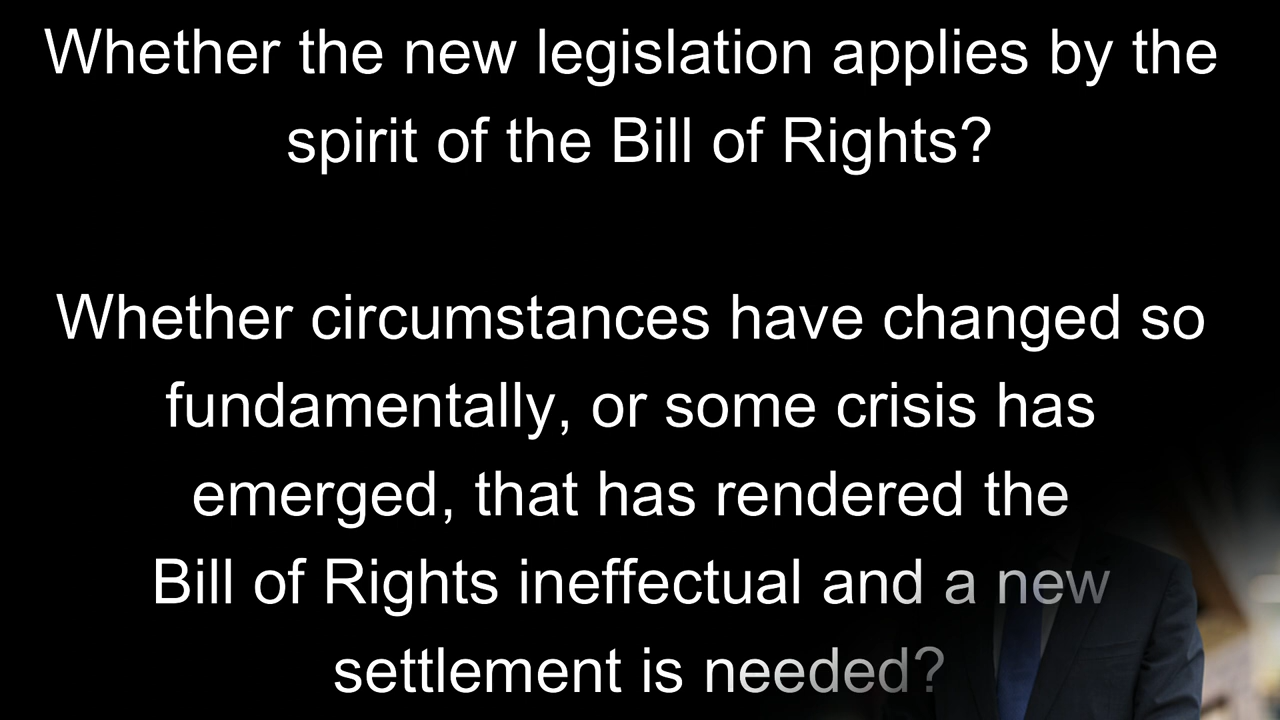 Whether the new legislation applies by the
spirit of the Bill of Rights?
Whether circumstances have changed so
fundamentally, or some crisis has
emerged, that has rendered the
Bill of Rights ineffectual and a new
settlement is needed?